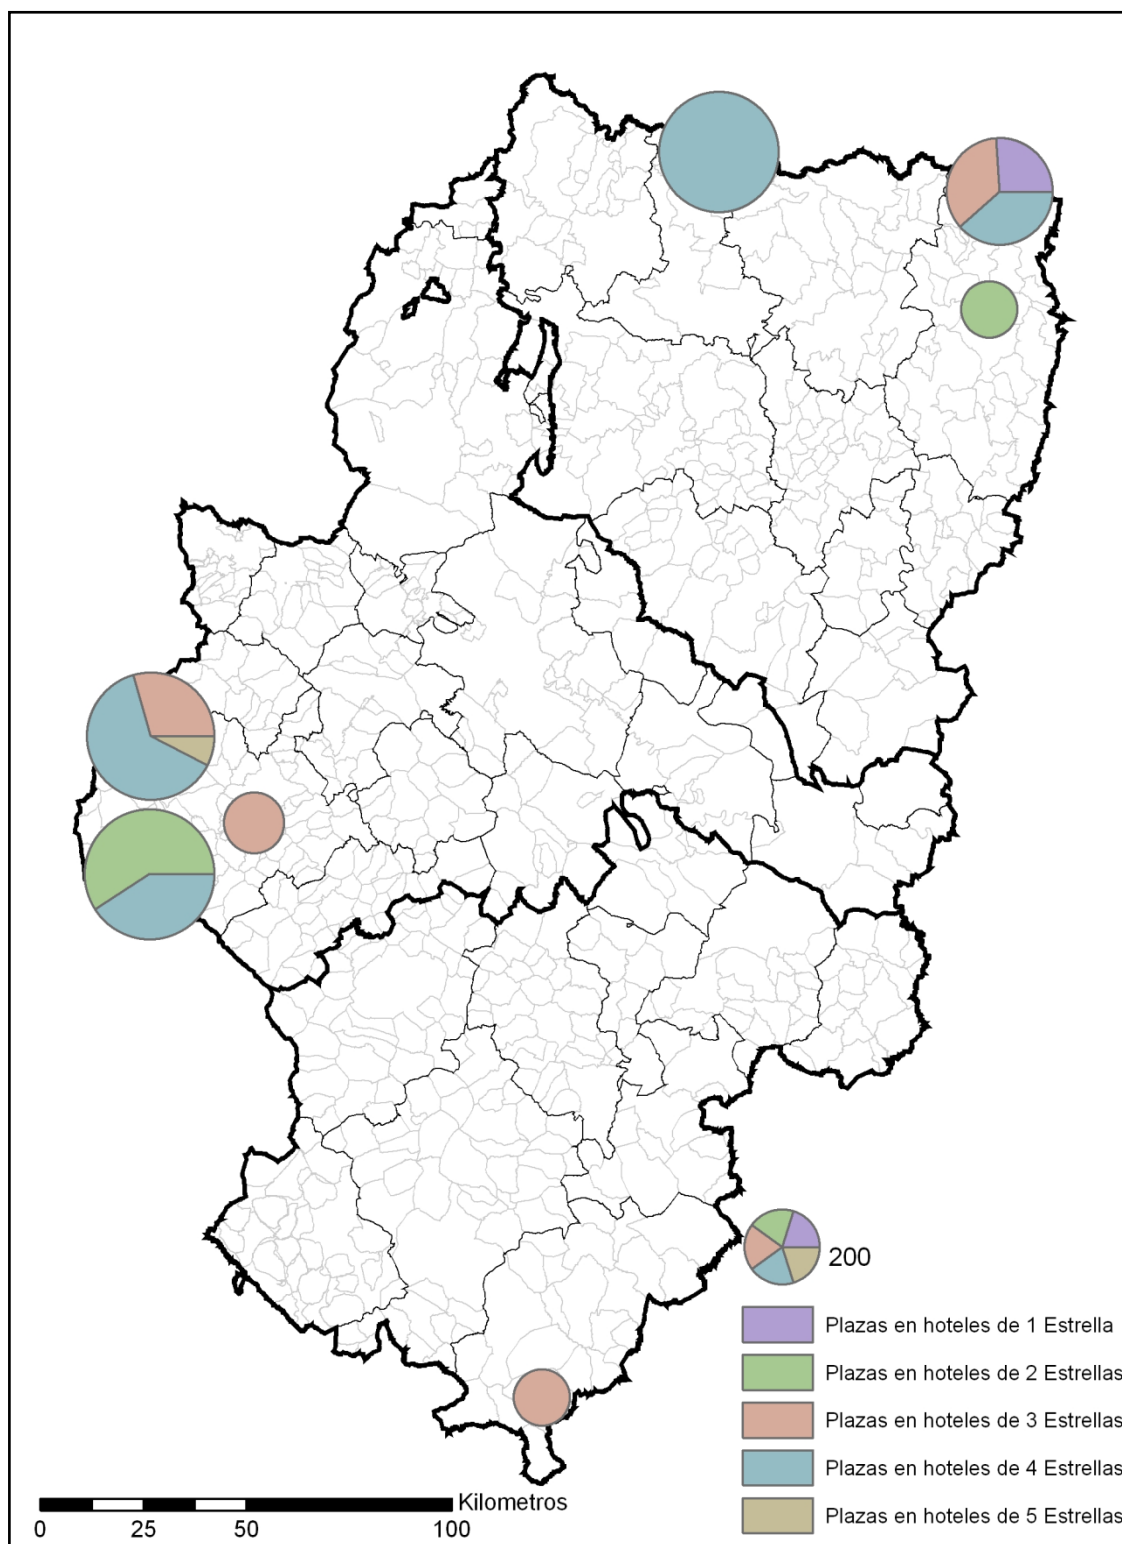 200
Plazas en hoteles de 1 Estrella
Plazas en hoteles de 2 Estrellas
Plazas en hoteles de 3 Estrellas
Plazas en hoteles de 4 Estrellas
Plazas en hoteles de 5 Estrellas
Kilometros
0 25 50 100